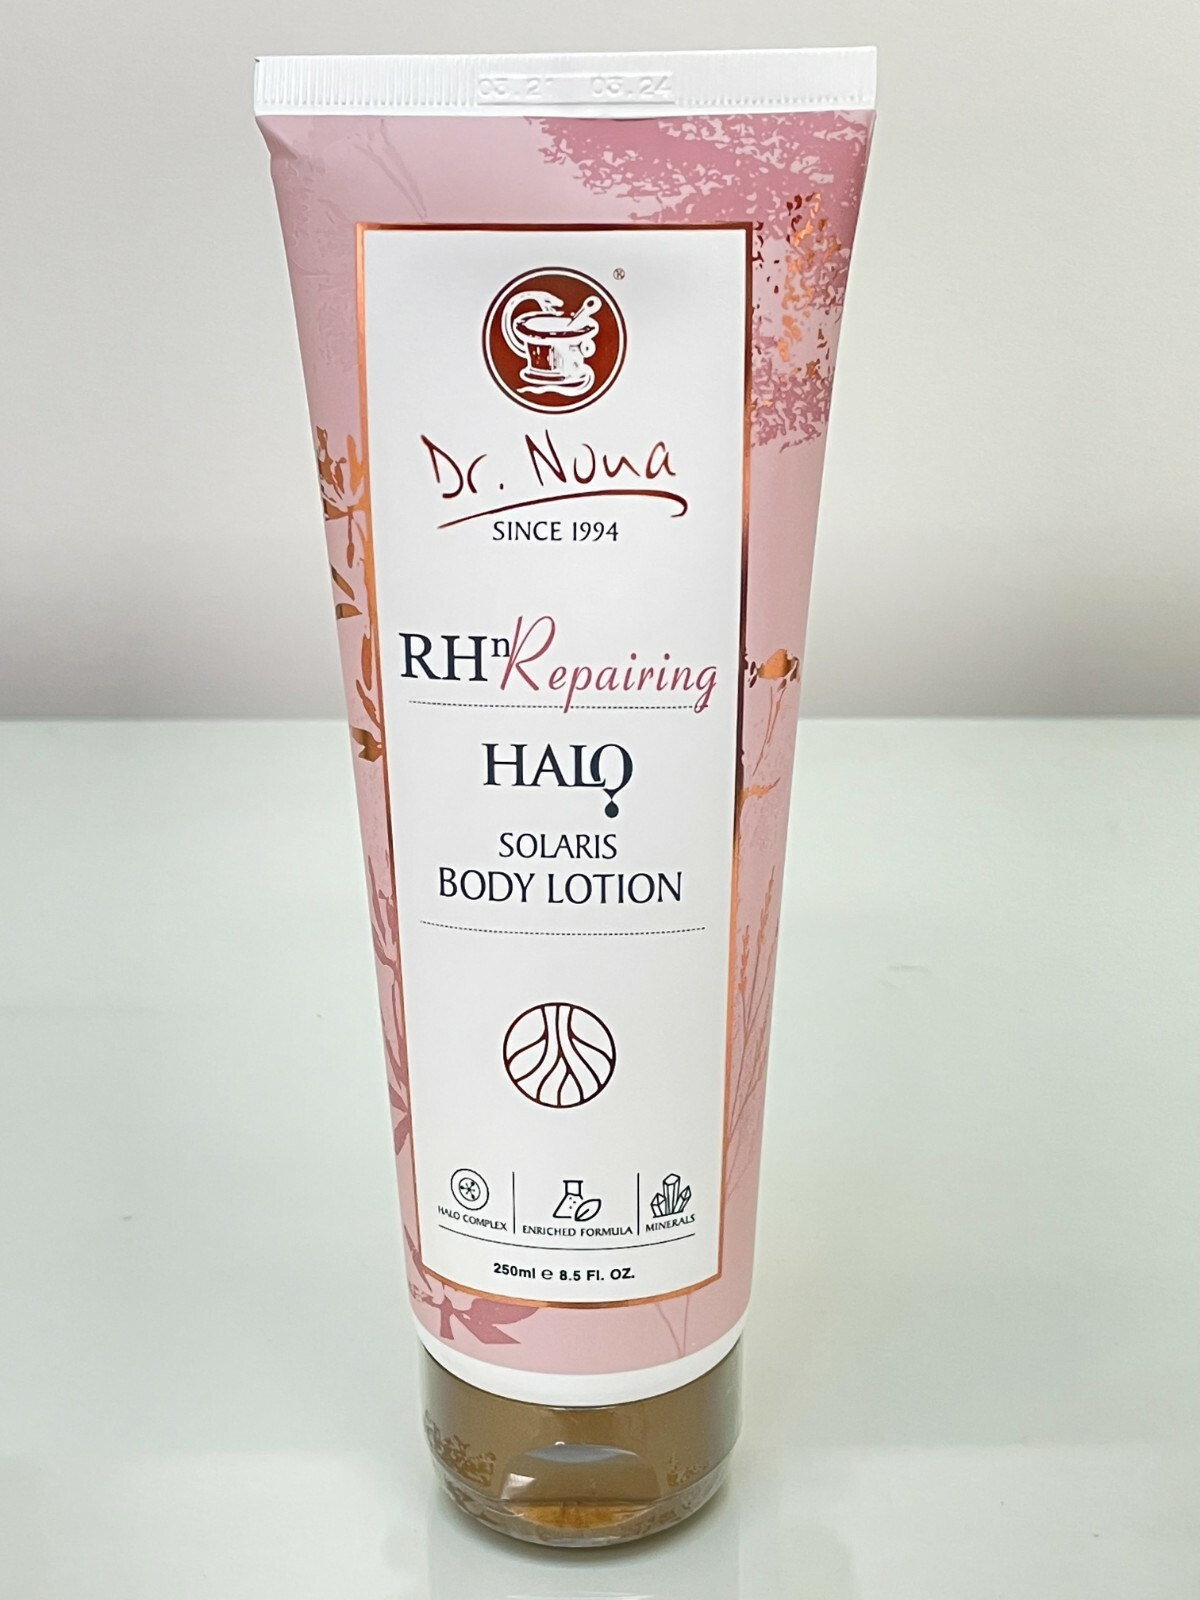 03.21 03.24
®
Dr. Nona
SINCE 1994
RHⁿRepairing
HALO
SOLARIS
BODY LOTION
HALO COMPLEX
ENRICHED FORMULA
MINERALS
250ml ℮ 8.5 Fl. OZ.